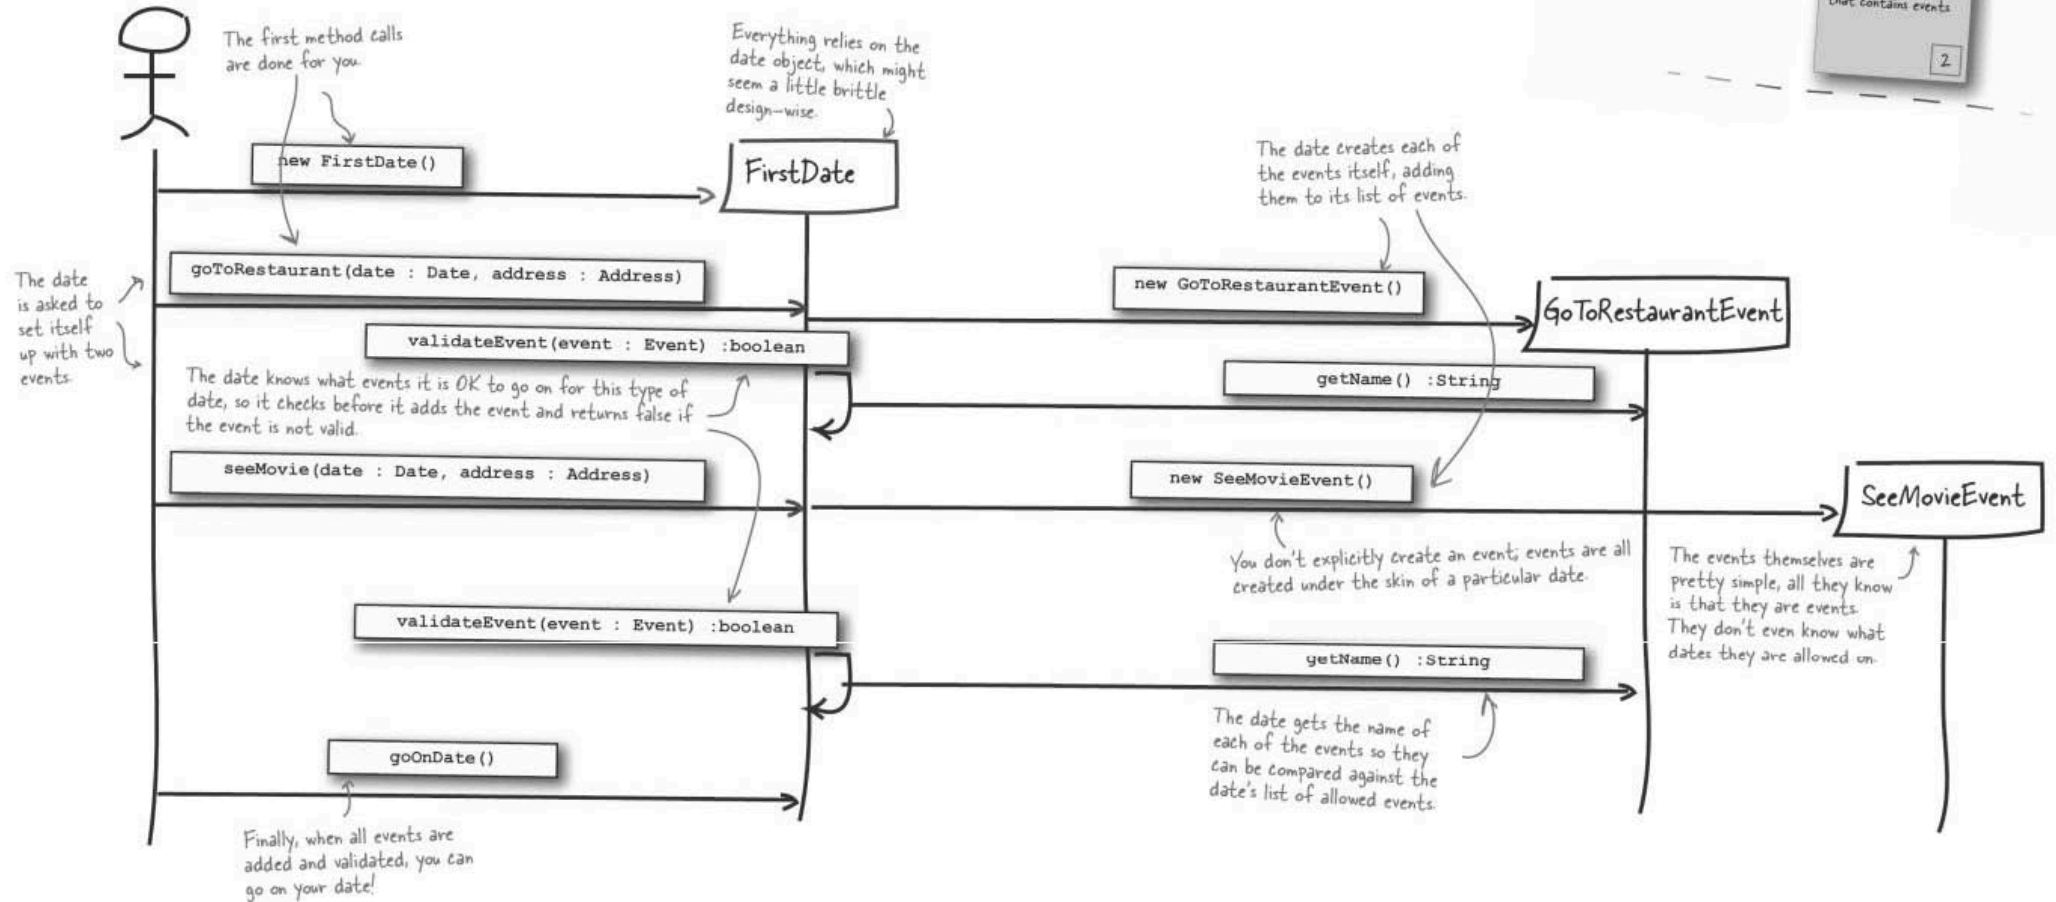 that contains events
2
The first method calls
are done for you.
Everything relies on the
date object, which might
seem a little brittle
design-wise.
new FirstDate()
FirstDate
The date creates each of
the events itself, adding
them to its list of events.
The date
is asked to
set itself
up with two
events.
goToRestaurant(date : Date, address : Address)
new GoToRestaurantEvent()
GoToRestaurantEvent
validateEvent(event : Event) :boolean
getName() :String
The date knows what events it is OK to go on for this type of
date, so it checks before it adds the event and returns false if
the event is not valid.
seeMovie(date : Date, address : Address)
new SeeMovieEvent()
SeeMovieEvent
You don't explicitly create an event; events are all
created under the skin of a particular date.
The events themselves are
pretty simple, all they know
is that they are events.
They don't even know what
dates they are allowed on.
validateEvent(event : Event) :boolean
getName() :String
The date gets the name of
each of the events so they
can be compared against the
date's list of allowed events.
goOnDate()
Finally, when all events are
added and validated, you can
go on your date!